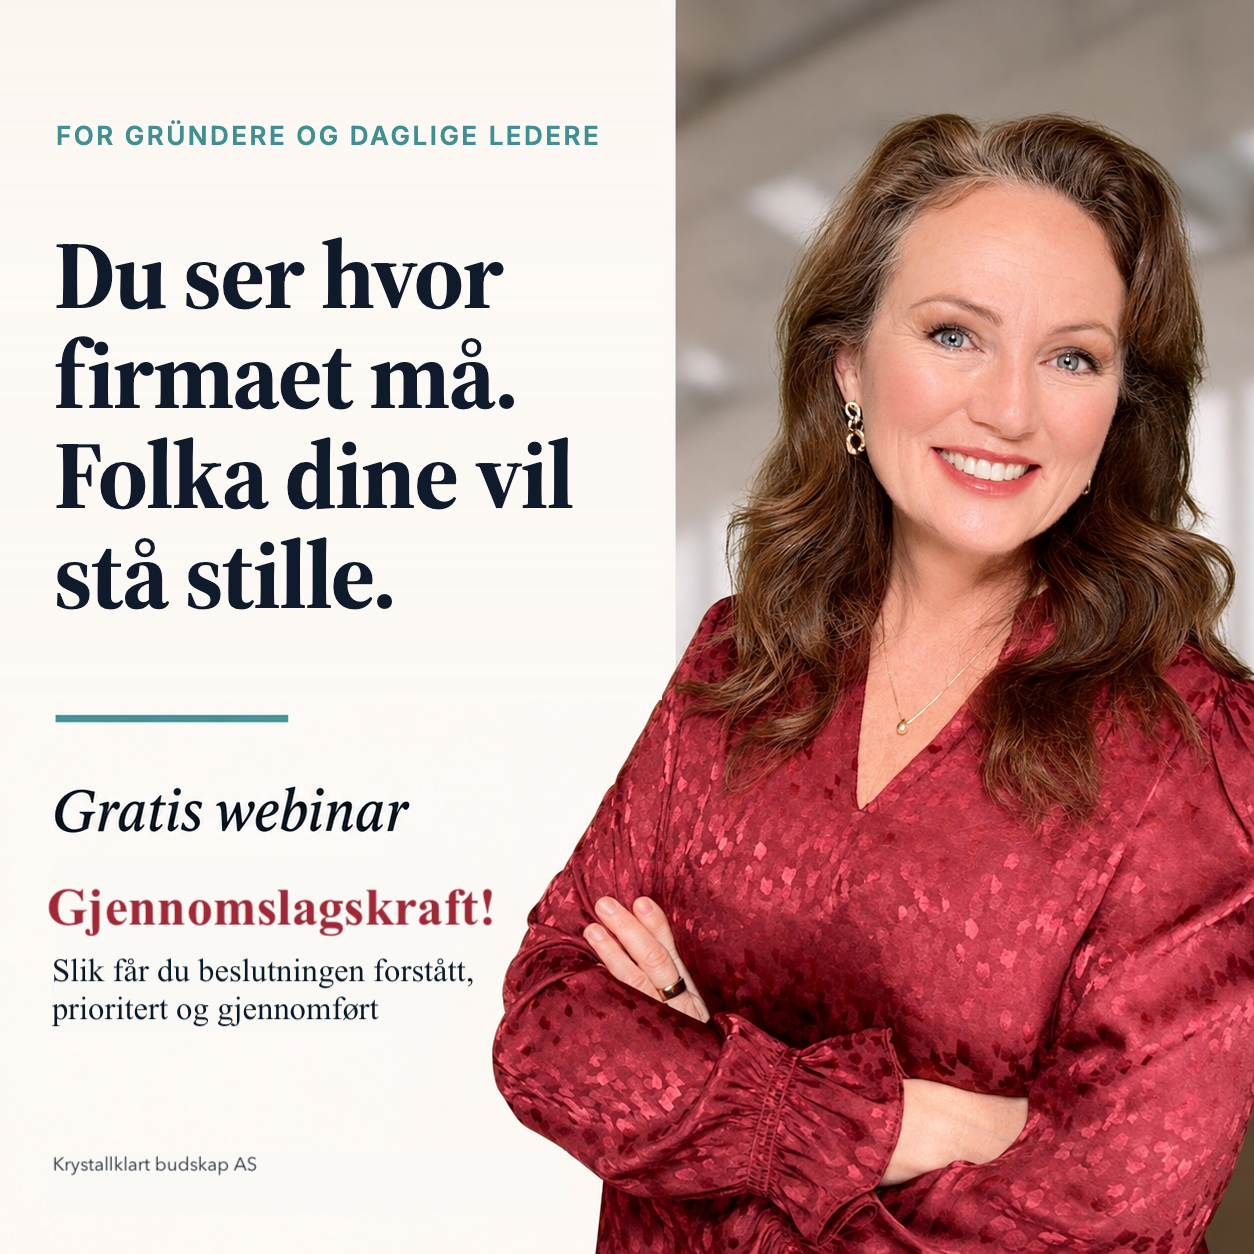 FOR GRÜNDERE OG DAGLIGE LEDERE
Du ser hvor
firmaet må.
Folka dine vil
stå stille.
Gratis webinar
Gjennomslagskraft!
Slik får du beslutningen forstått,
prioritert og gjennomført
Krystallklart budskap AS